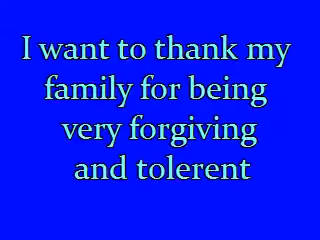 I want to thank my
family for being
very forgiving
and tolerent